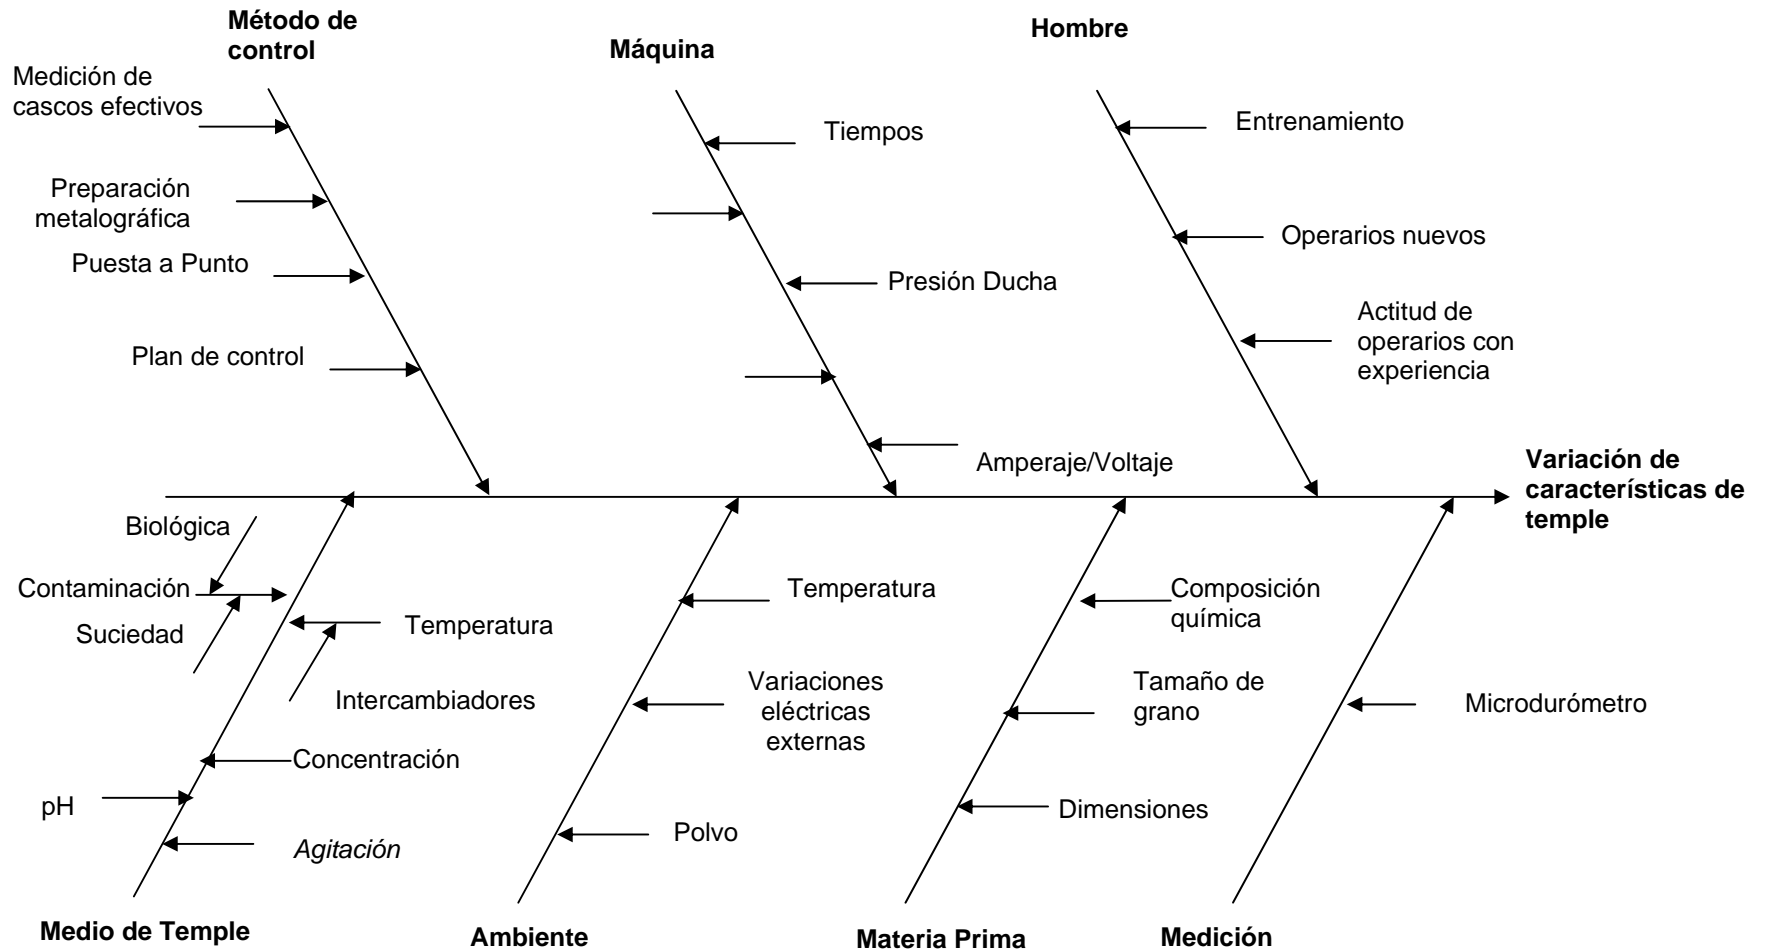 Método de
control
Máquina
Hombre
Medición de
cascos efectivos
Tiempos
Entrenamiento
Preparación
metalográfica
Operarios nuevos
Puesta a Punto
Presión Ducha
Actitud de
operarios con
experiencia
Plan de control
Amperaje/Voltaje
Variación de
características de
temple
Biológica
Contaminación
Suciedad
Temperatura
Intercambiadores
Concentración
pH
Agitación
Temperatura
Variaciones
eléctricas
externas
Polvo
Composición
química
Tamaño de
grano
Dimensiones
Microdurómetro
Medio de Temple
Ambiente
Materia Prima
Medición